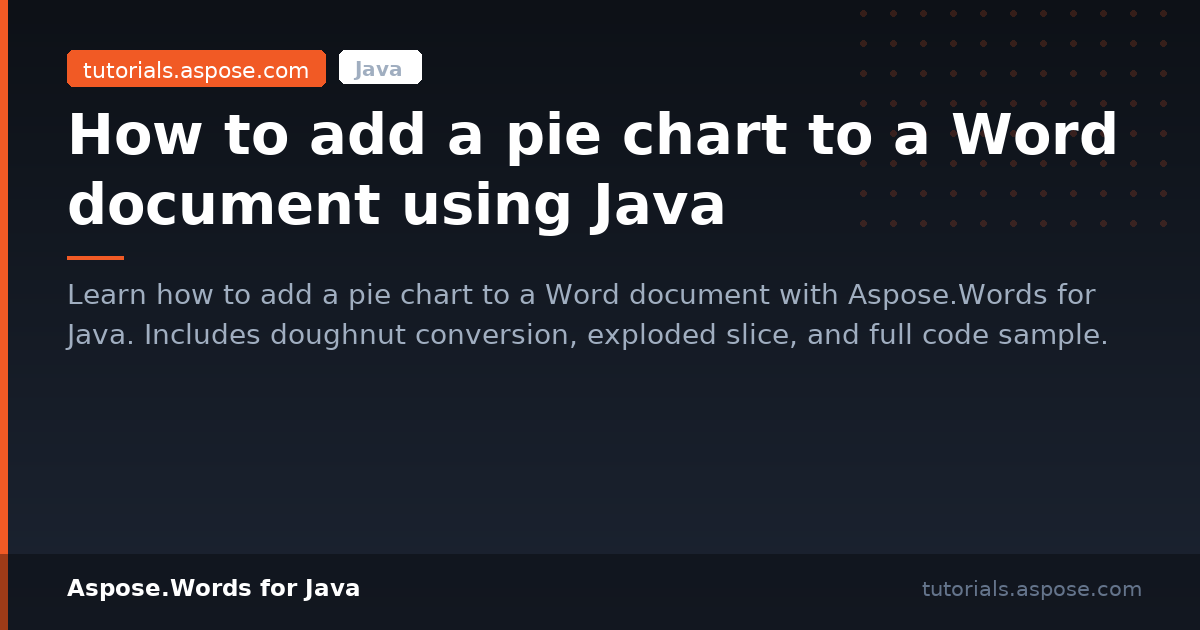 tutorials.aspose.com
Java
How to add a pie chart to a Word
document using Java
Learn how to add a pie chart to a Word document with Aspose.Words for
Java. Includes doughnut conversion, exploded slice, and full code sample.
Aspose.Words for Java
tutorials.aspose.com